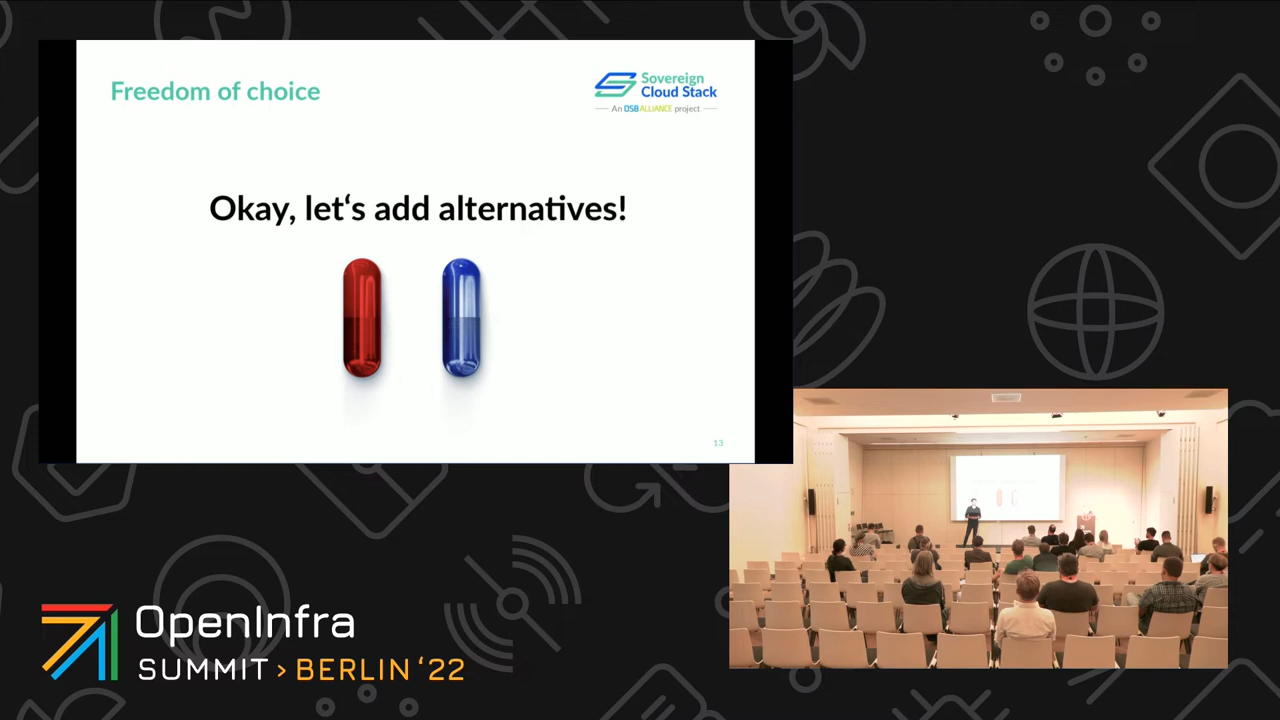 Freedom of choice
Sovereign
Cloud Stack
An OSB ALLIANCE project
Okay, let‘s add alternatives!
13
OpenInfra
SUMMIT > BERLIN ‘22